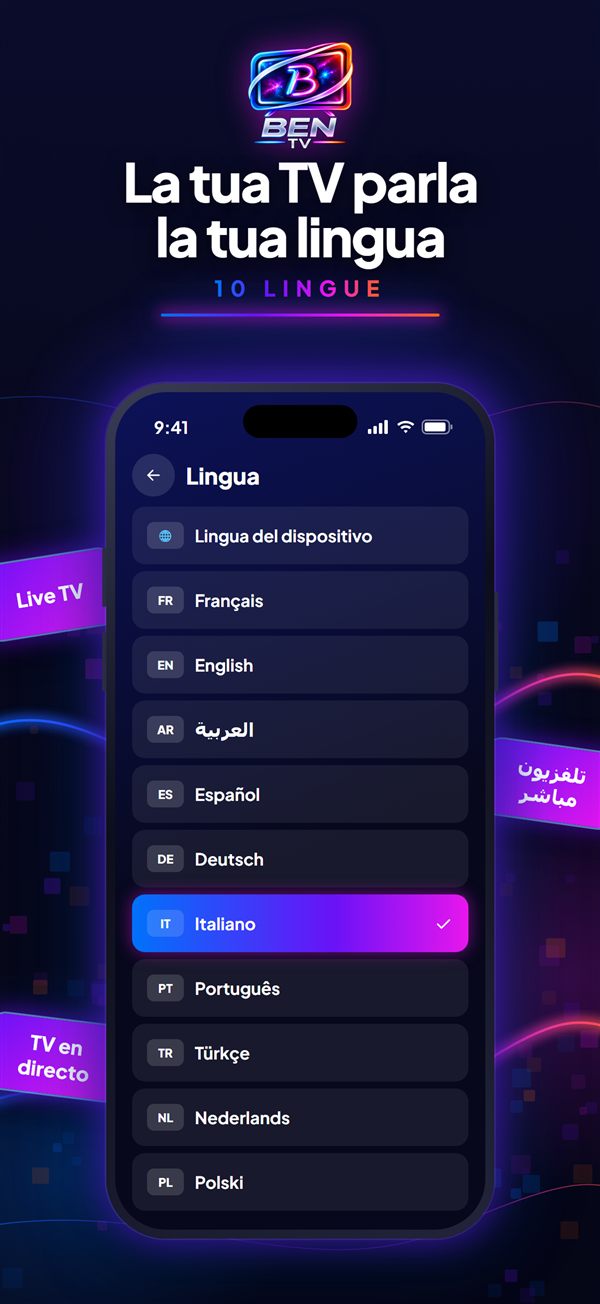 B
BEN
TV
La tua TV parla
la tua lingua
10 LINGUE
9:41
Lingua
Lingua del dispositivo
FR Français
EN English
AR العربية
ES Español
DE Deutsch
IT Italiano
PT Português
TR Türkçe
NL Nederlands
PL Polski
Live TV
تلفزيون
مباشر
TV en
directo